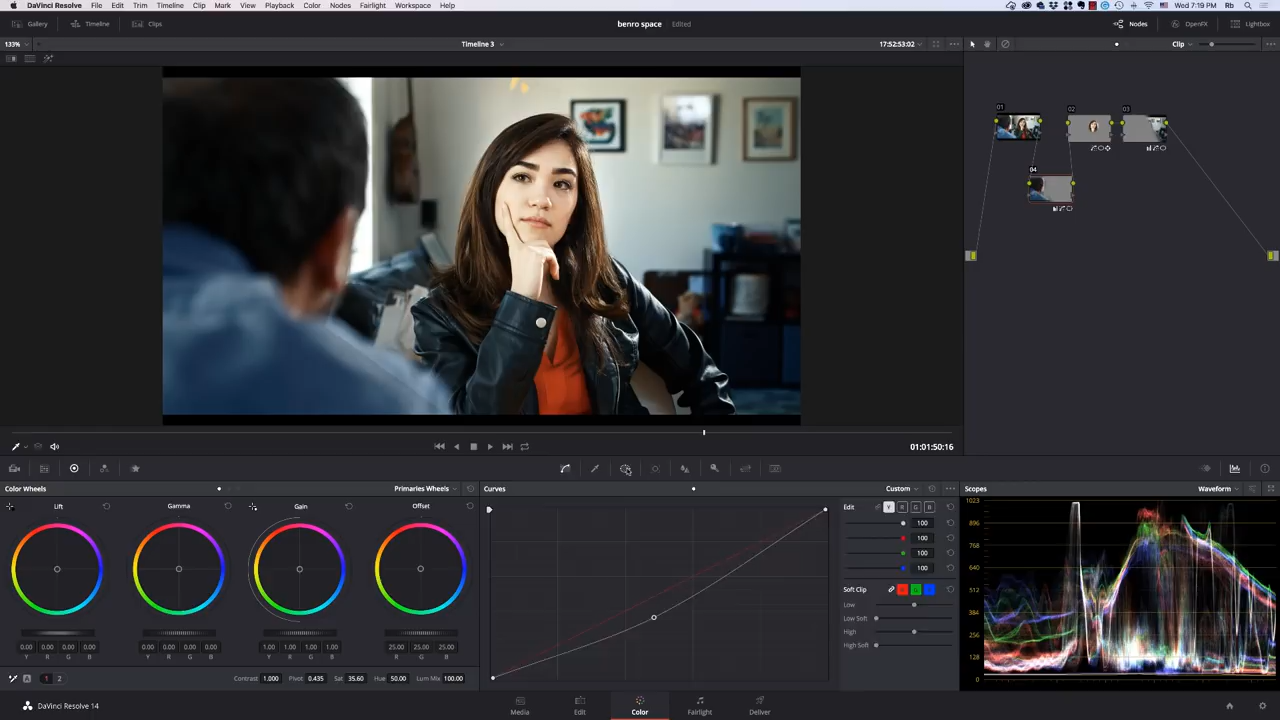 DaVinci Resolve File Edit Trim Timeline Clip Mark View Playback Color Nodes Fairlight Workspace Help Rb Wed 7:19 PM
Gallery Timeline Clips benro space Edited Nodes OpenFX Lightbox
133% Timeline 3 17:52:53:02 Clip
01 02 03
04
01:01:50:16
Color Wheels Primaries Wheels Curves Custom Scopes Waveform
Lift Gamma Gain Offset Edit Y R G B
100
100
100
100
Soft Clip
Low
Low Soft
High
High Soft
0.00 0.00 0.00 0.00 0.00 0.00 0.00 0.00 1.00 1.00 1.00 1.00 25.00 25.00 25.00
Y R G B Y R G B Y R G B R G B
A 1 2 Contrast 1.000 Pivot 0.435 Sat 35.60 Hue 50.00 Lum Mix 100.00
1023
896
768
640
512
384
256
128
0
DaVinci Resolve 14 Media Edit Color Fairlight Deliver